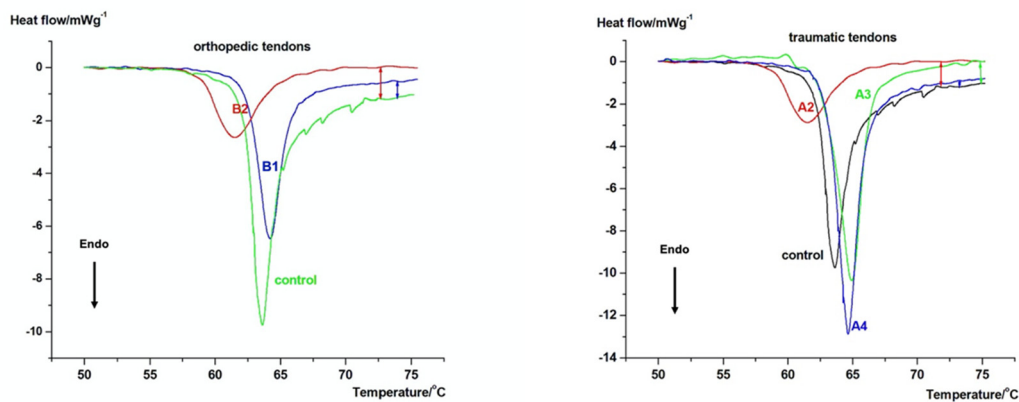 Heat flow/mWg-1
orthopedic tendons
0
-2
-4
-6
-8
-10
B2
B1
control
Endo
50 55 60 65 70 75
Temperature/oC
Heat flow/mWg-1
traumatic tendons
0
-2
-4
-6
-8
-10
-12
-14
A2
A3
control
A4
Endo
50 55 60 65 70 75
Temperature/oC